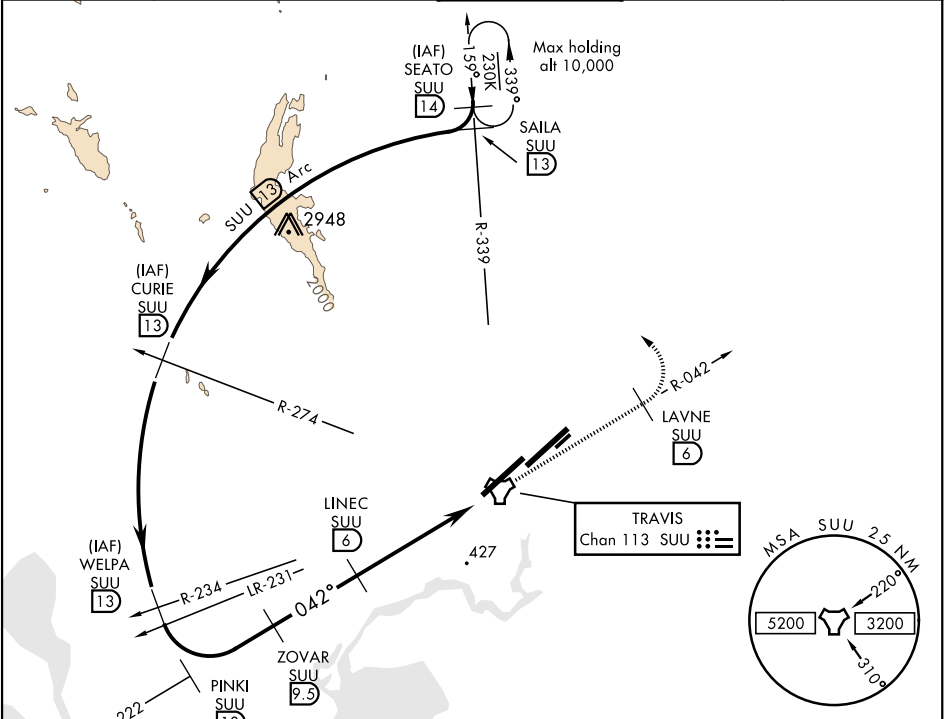 (IAF)
SEATO
SUU
14
159°
230K
339°
Max holding
alt 10,000
SAILA
SUU
13
SUU 13 Arc
2948
2000
R-339
(IAF)
CURIE
SUU
13
R-274
R-042
LAVNE
SUU
6
LINEC
SUU
6
TRAVIS
Chan 113 SUU
427
(IAF)
WELPA
SUU
13
R-234
LR-231
042°
ZOVAR
SUU
9.5
PINKI
SUU
222
MSA SUU 25 NM
220°
5200
3200
310°